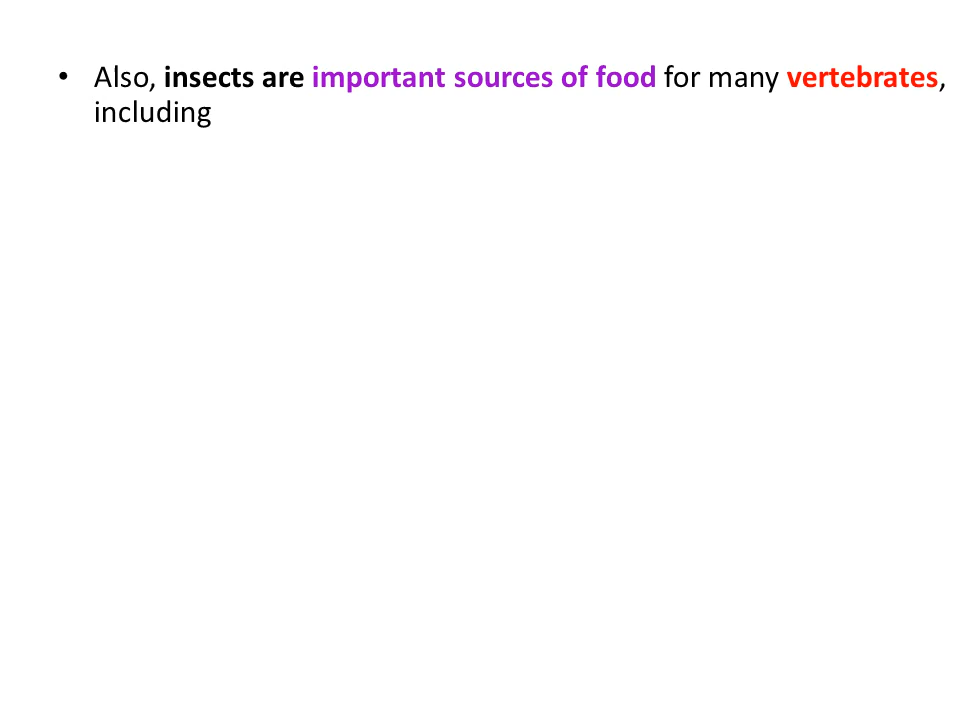 • Also, insects are important sources of food for many vertebrates,
including